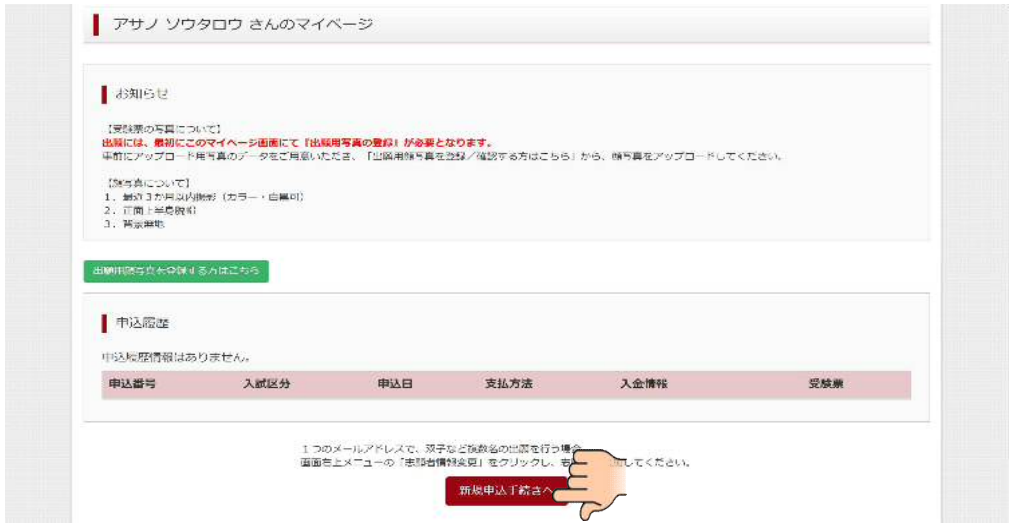 アサノ ソウタロウ さんのマイページ
お知らせ
【受験票の写真について】
出願には、最初にこのマイページ画面にて「出願用写真の登録」が必要となります。
事前にアップロード用写真のデータをご用意いただき、「出願用顔写真を登録／確認する方はこちら」から、顔写真をアップロードしてください。
【顔写真について】
1. 最近3か月以内撮影（カラー・白黒可）
2. 正面上半身脱帽
3. 背景無地
出願用顔写真を登録する方はこちら
申込履歴
申込履歴情報はありません。
申込番号 入試区分 申込日 支払方法 入金情報 受験票
1つのメールアドレスで、双子など複数名の出願を行う場合
画面右上メニューの「志願者情報変更」をクリックし、 してください。
新規申込手続きへ